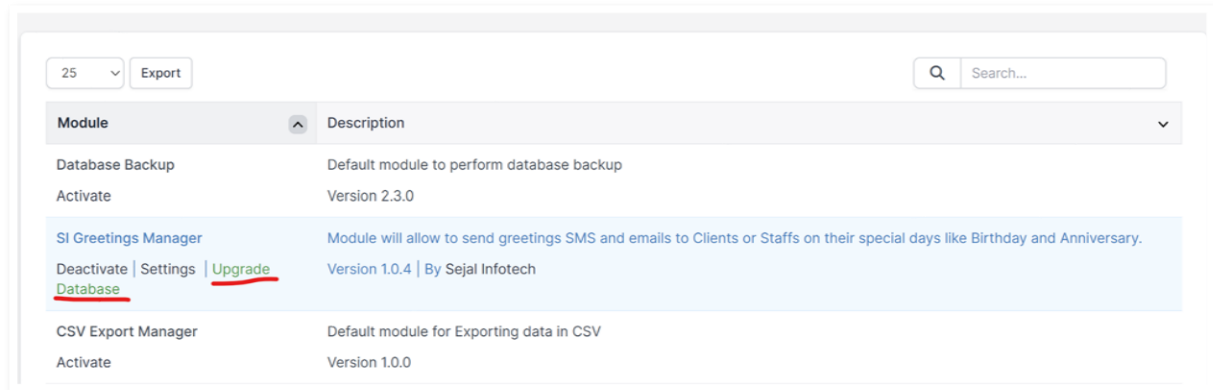 25 Export Search...
Module Description
Database Backup Default module to perform database backup
Activate Version 2.3.0
SI Greetings Manager Module will allow to send greetings SMS and emails to Clients or Staffs on their special days like Birthday and Anniversary.
Deactivate | Settings | Upgrade Version 1.0.4 | By Sejal Infotech
Database
CSV Export Manager Default module for Exporting data in CSV
Activate Version 1.0.0